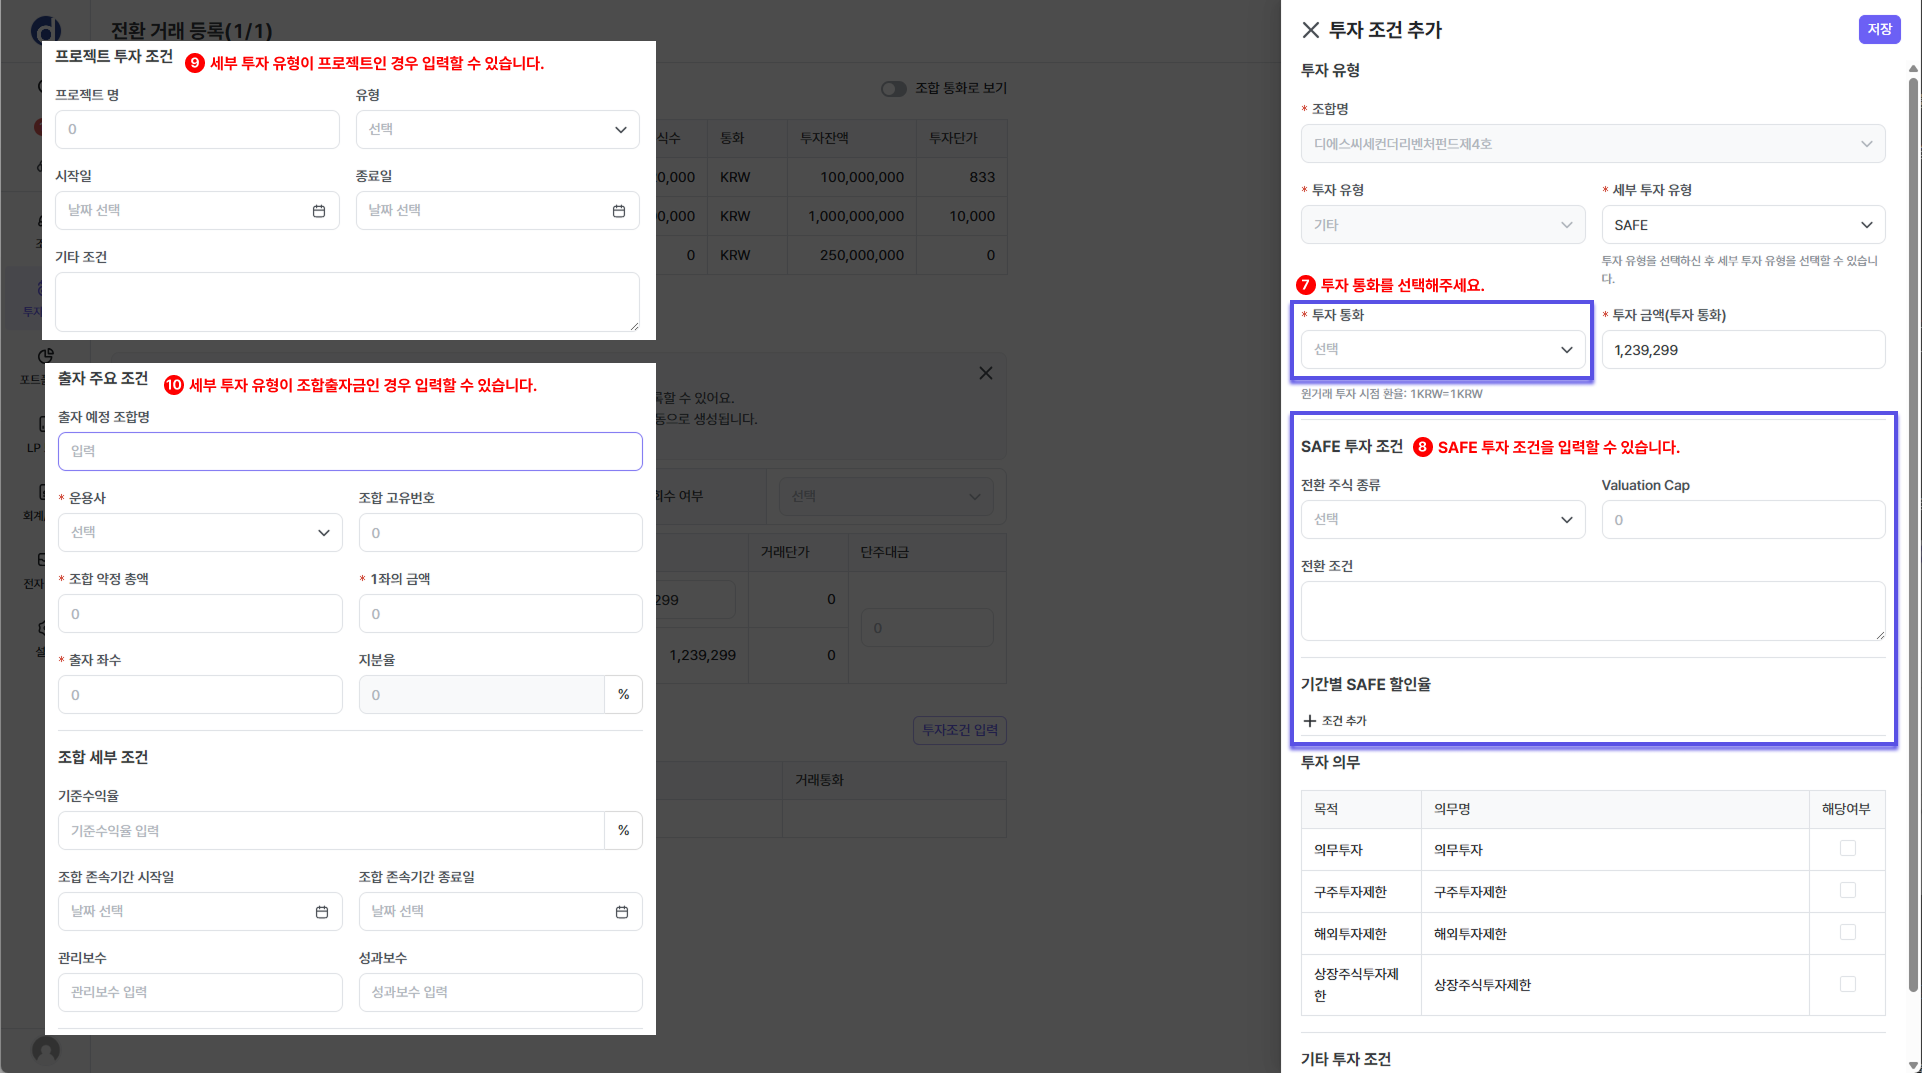 전환 거래 등록(1/1)
프로젝트 투자 조건
9 세부 투자 유형이 프로젝트인 경우 입력할 수 있습니다.
프로젝트 명
유형
0
선택
시작일
종료일
날짜 선택
날짜 선택
기타 조건
출자 주요 조건
10 세부 투자 유형이 조합출자금인 경우 입력할 수 있습니다.
출자 예정 조합명
입력
* 운용사
조합 고유번호
선택
0
* 조합 약정 총액
* 1좌의 금액
0
0
* 출자 좌수
지분율
0
0 %
조합 세부 조건
기준수익율
기준수익율 입력 %
조합 존속기간 시작일
조합 존속기간 종료일
날짜 선택
날짜 선택
관리보수
성과보수
관리보수 입력
성과보수 입력
투자
LP
회계
전자
조합 통화로 보기
식수 통화 투자잔액 투자단가
0,000 KRW 100,000,000 833
00,000 KRW 1,000,000,000 10,000
0 KRW 250,000,000 0
록할 수 있어요.
동으로 생성됩니다.
회수 여부 선택
거래단가 단주대금
299 0
0
1,239,299 0
투자조건 입력
거래통화
투자 조건 추가
저장
투자 유형
* 조합명
디에스씨세컨더리벤처펀드제4호
* 투자 유형
* 세부 투자 유형
기타
SAFE
투자 유형을 선택하신 후 세부 투자 유형을 선택할 수 있습니
다.
7 투자 통화를 선택해주세요.
* 투자 통화
* 투자 금액(투자 통화)
선택
1,239,299
원거래 투자 시점 환율: 1KRW=1KRW
SAFE 투자 조건
8 SAFE 투자 조건을 입력할 수 있습니다.
전환 주식 종류
Valuation Cap
선택
0
전환 조건
기간별 SAFE 할인율
+ 조건 추가
투자 의무
목적 의무명 해당여부
의무투자 의무투자
구주투자제한 구주투자제한
해외투자제한 해외투자제한
상장주식투자제
한
상장주식투자제한
기타 투자 조건